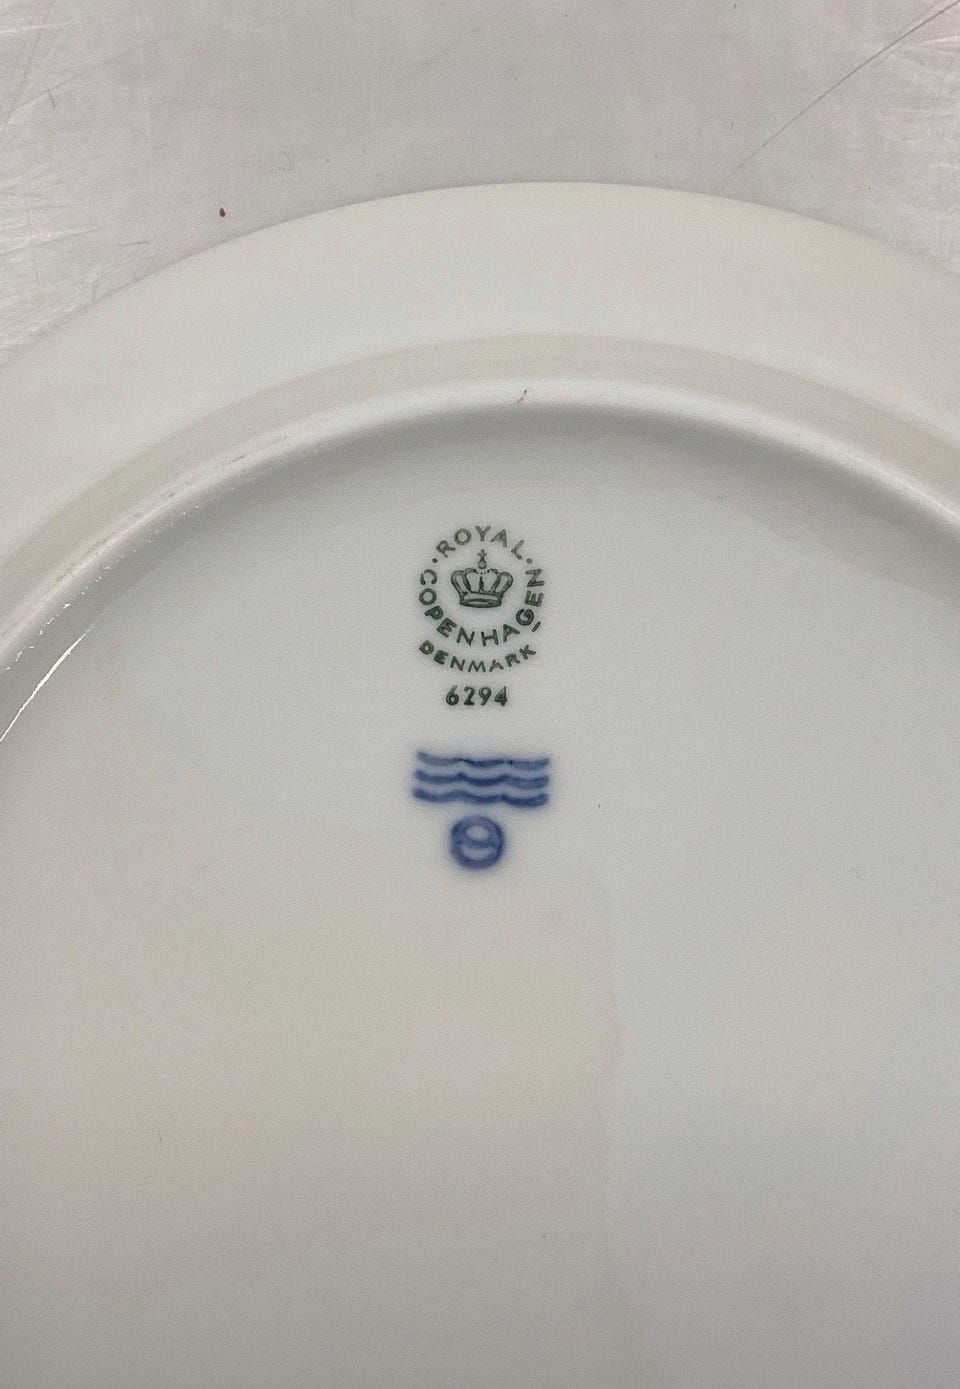 ROYAL
COPENHAGEN
DENMARK
6294